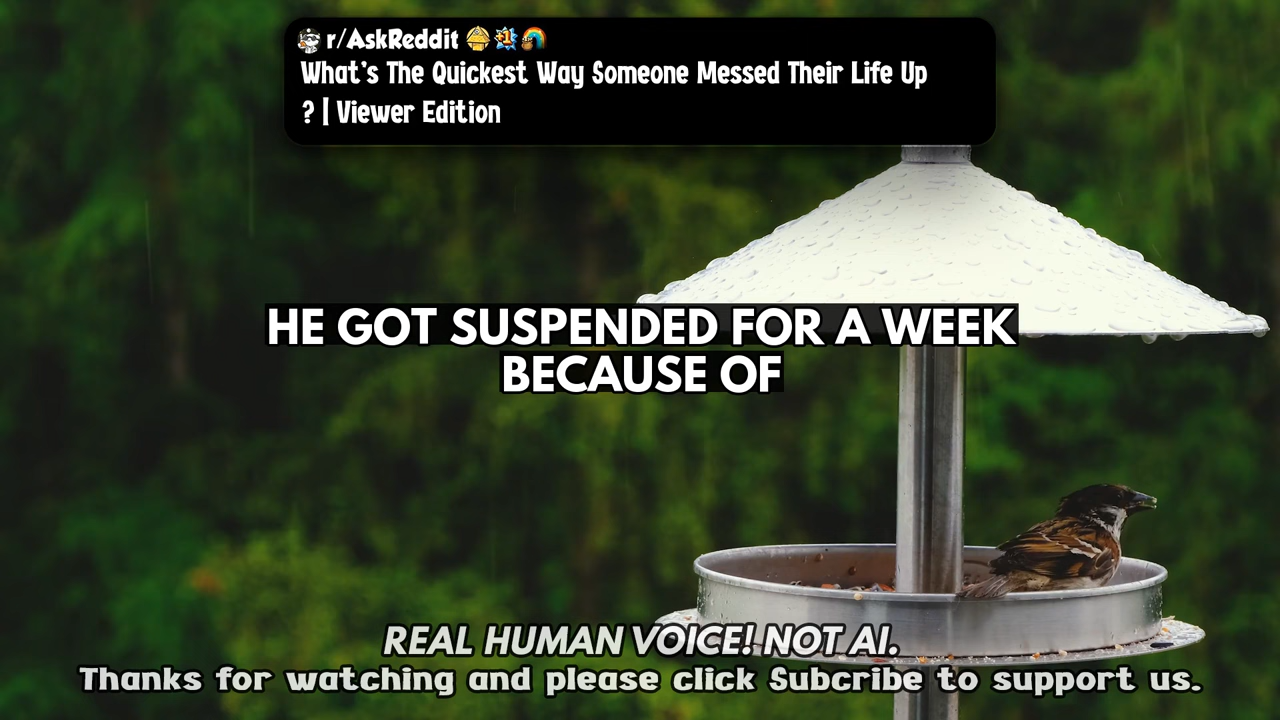 r/AskReddit
What's The Quickest Way Someone Messed Their Life Up
? | Viewer Edition
HE GOT SUSPENDED FOR A WEEK
BECAUSE OF
REAL HUMAN VOICE! NOT AI.
Thanks for watching and please click Subcribe to support us.